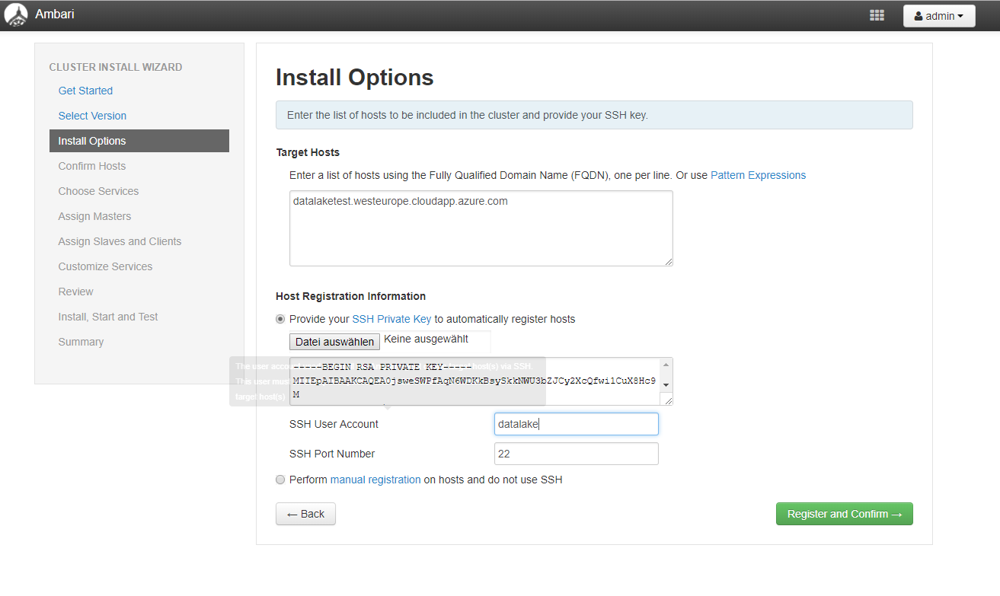 Ambari
admin
CLUSTER INSTALL WIZARD
Get Started
Select Version
Install Options
Confirm Hosts
Choose Services
Assign Masters
Assign Slaves and Clients
Customize Services
Review
Install, Start and Test
Summary
Install Options
Enter the list of hosts to be included in the cluster and provide your SSH key.
Target Hosts
Enter a list of hosts using the Fully Qualified Domain Name (FQDN), one per line. Or use Pattern Expressions
datalaketest.westeurope.cloudapp.azure.com
Host Registration Information
Provide your SSH Private Key to automatically register hosts
Datei auswählen Keine ausgewählt
The user account host(s) via SSH.
This user must
target host(s)
-----BEGIN RSA PRIVATE KEY-----
MIIEpAIBAAKCAQEA0jsweSWPfAqN6WDKkBsySkkNWU3bZJCy2XcQfwi1CuX8Hc9
M
SSH User Account datalake
SSH Port Number 22
Perform manual registration on hosts and do not use SSH
← Back
Register and Confirm →